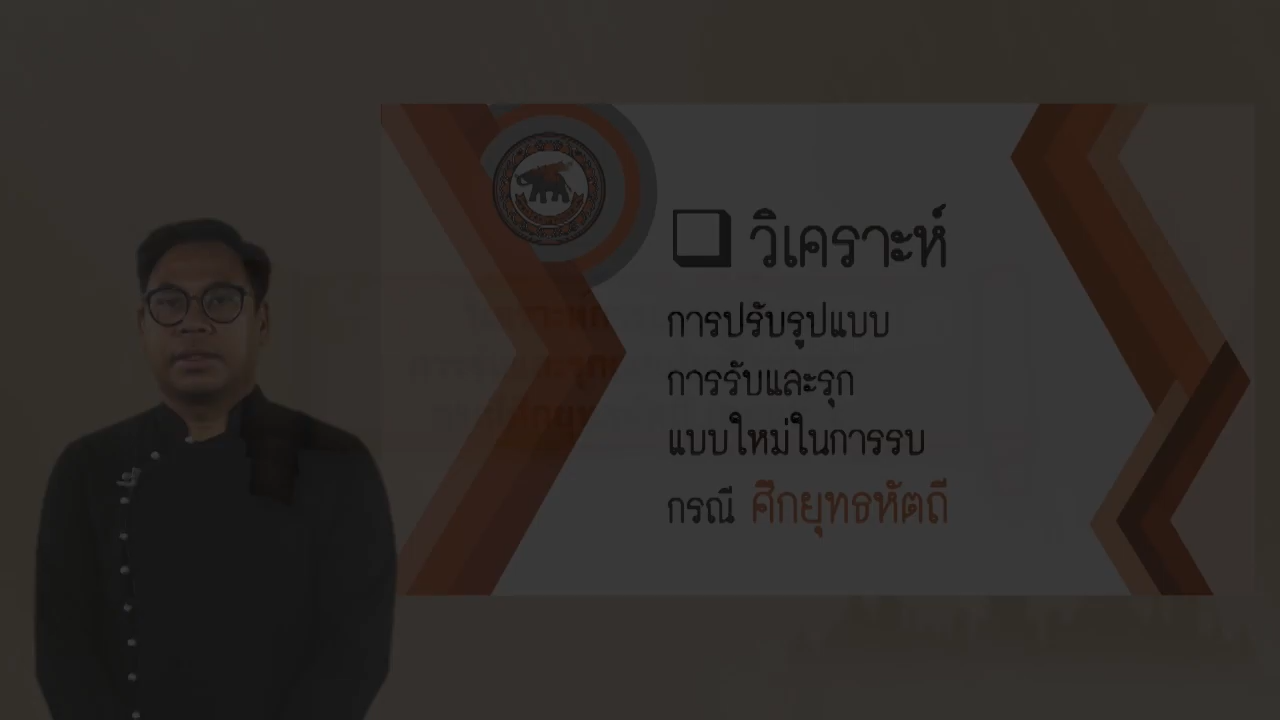 วิเคราะห์
การปรับรูปแบบ
การรับและรุก
แบบใหม่ในการรบ
กรณี ศึกยุทธหัตถี